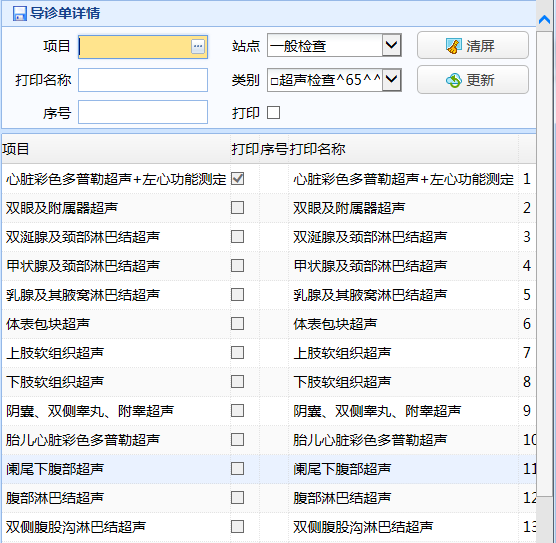 导诊单详情
项目 ... 站点 一般检查 清屏
打印名称 类别 □超声检查^65^^ 更新
序号 打印
项目 打印 序号 打印名称
心脏彩色多普勒超声+左心功能测定 心脏彩色多普勒超声+左心功能测定 1
双眼及附属器超声 双眼及附属器超声 2
双涎腺及颈部淋巴结超声 双涎腺及颈部淋巴结超声 3
甲状腺及颈部淋巴结超声 甲状腺及颈部淋巴结超声 4
乳腺及其腋窝淋巴结超声 乳腺及其腋窝淋巴结超声 5
体表包块超声 体表包块超声 6
上肢软组织超声 上肢软组织超声 7
下肢软组织超声 下肢软组织超声 8
阴囊、双侧睾丸、附睾超声 阴囊、双侧睾丸、附睾超声 9
胎儿心脏彩色多普勒超声 胎儿心脏彩色多普勒超声 10
阑尾下腹部超声 阑尾下腹部超声 11
腹部淋巴结超声 腹部淋巴结超声 12
双侧腹股沟淋巴结超声 双侧腹股沟淋巴结超声 13